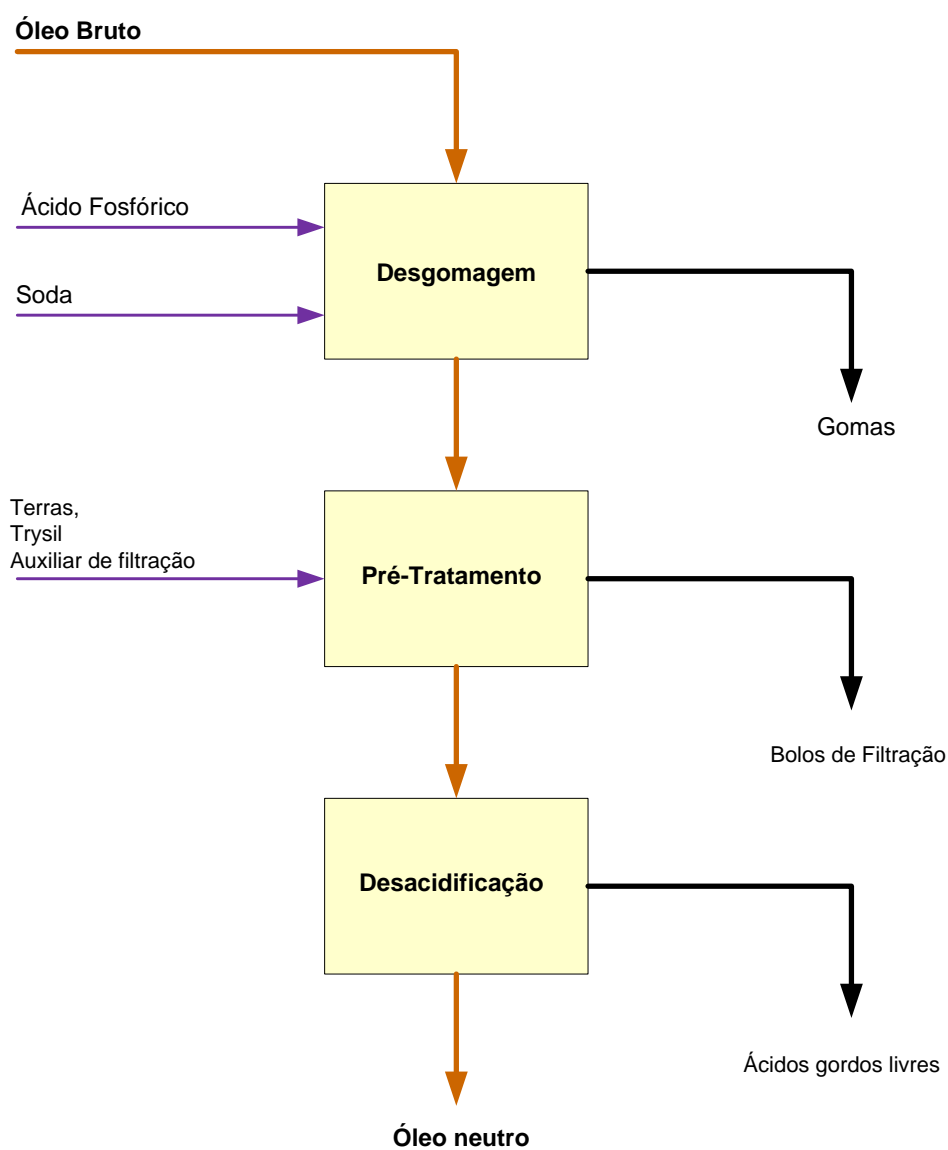 Óleo Bruto
Ácido Fosfórico
Soda
Desgomagem
Gomas
Terras,
Trysil
Auxiliar de filtração
Pré-Tratamento
Bolos de Filtração
Desacidificação
Ácidos gordos livres
Óleo neutro